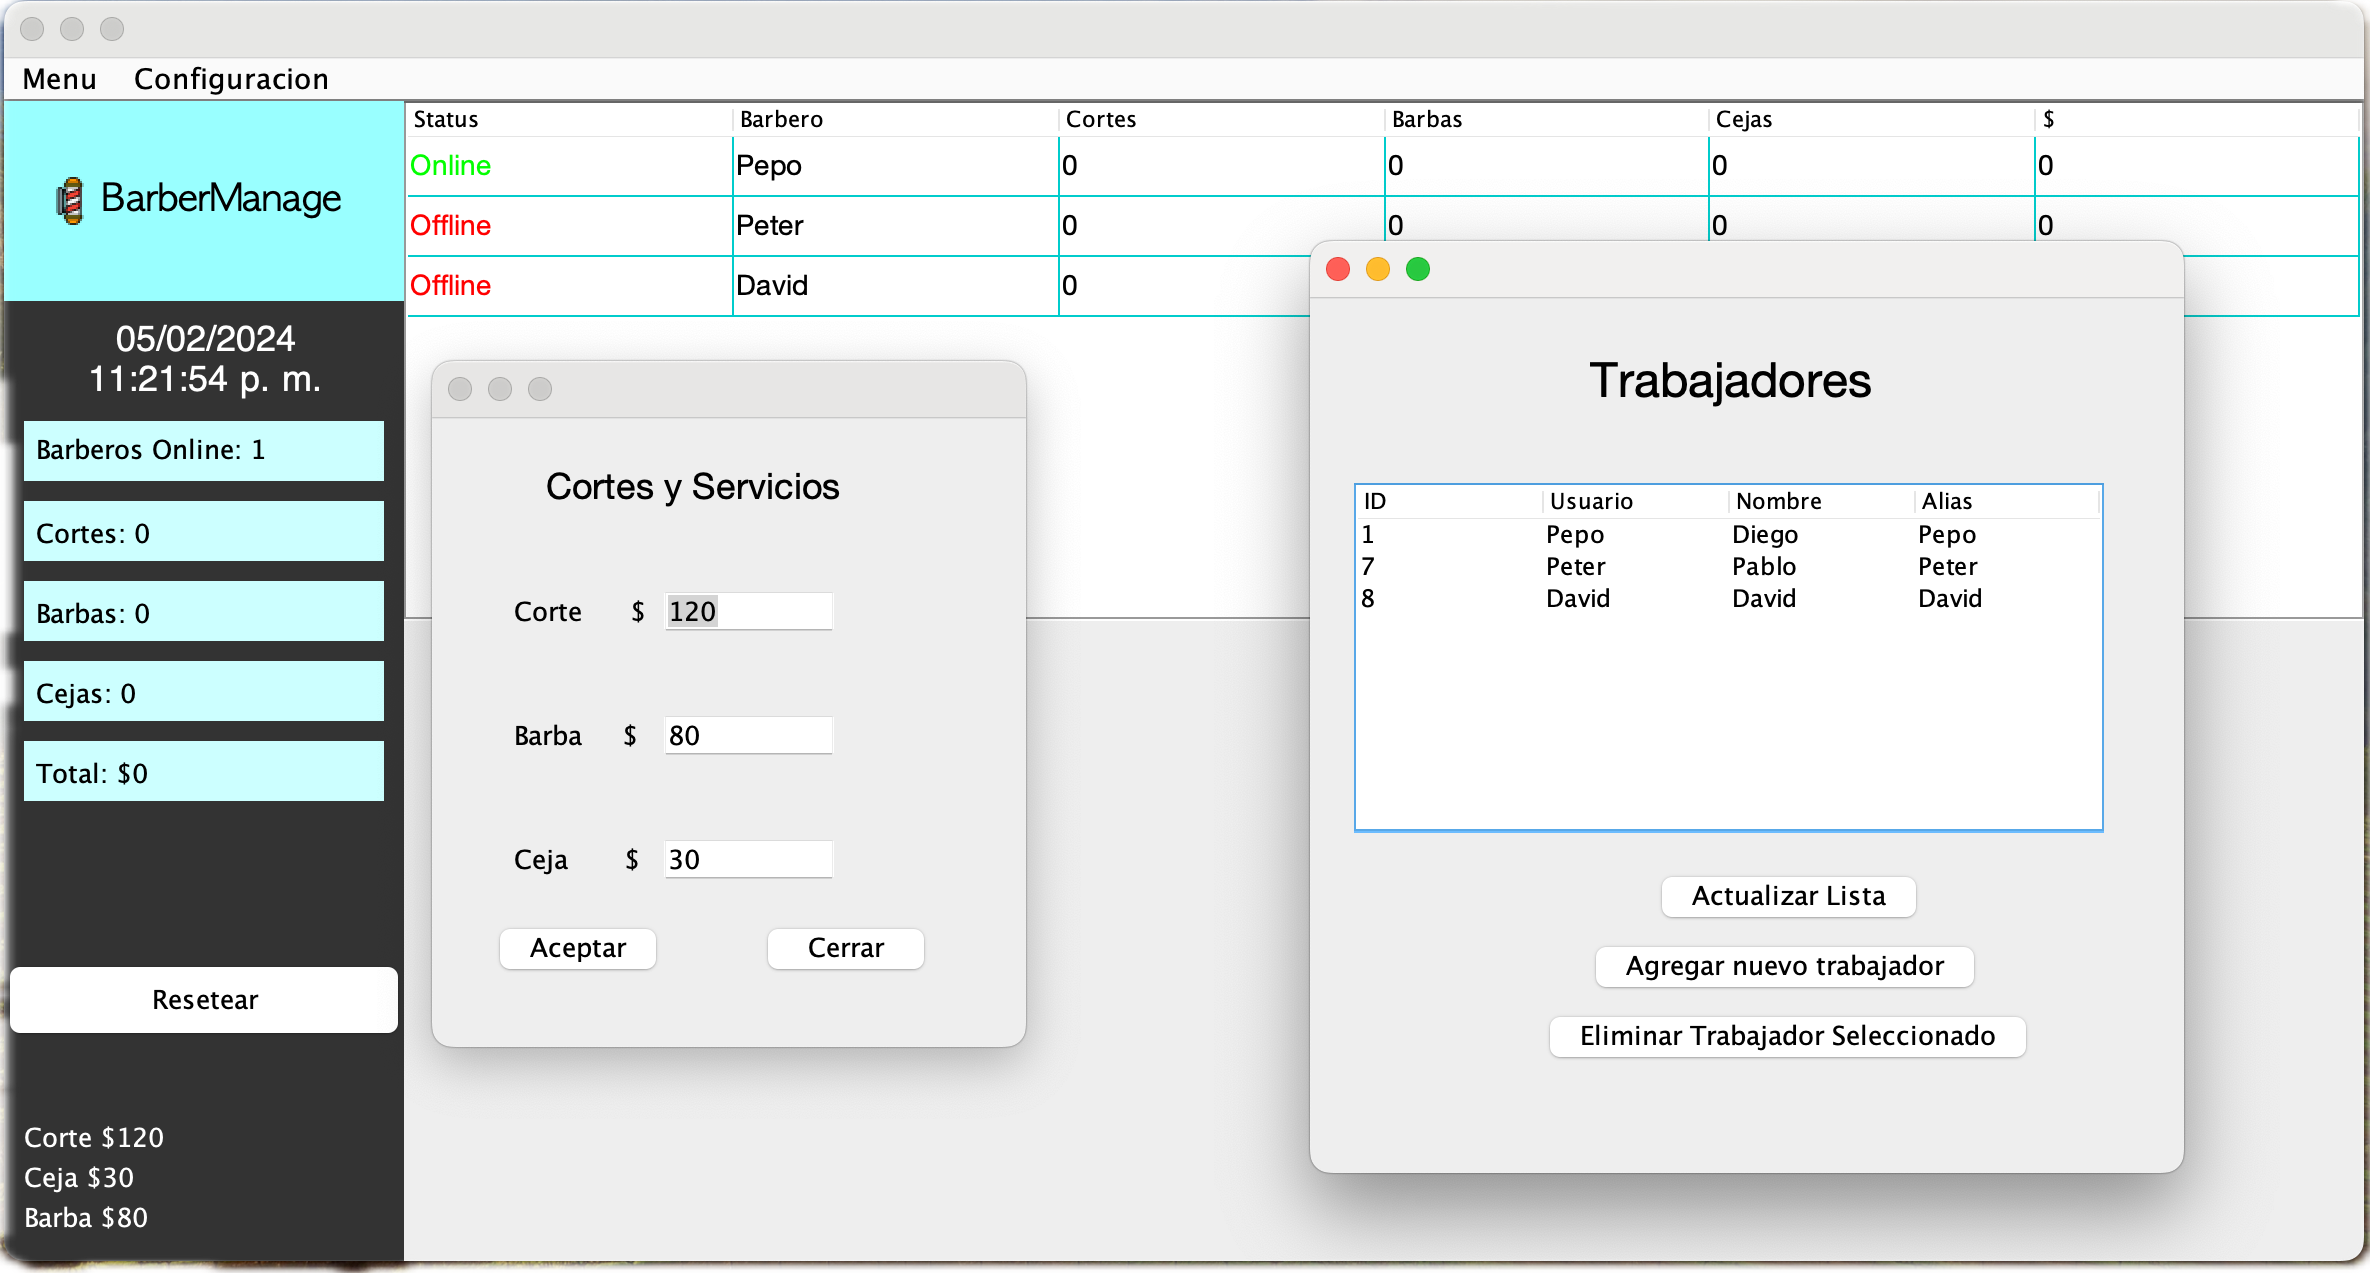 Menu Configuracion
BarberManage
05/02/2024
11:21:54 p. m.
Barberos Online: 1
Cortes: 0
Barbas: 0
Cejas: 0
Total: $0
Resetear
Corte $120
Ceja $30
Barba $80
Status Barbero Cortes Barbas Cejas $
Online Pepo 0 0 0 0
Offline Peter 0 0 0 0
Offline David 0
Cortes y Servicios
Corte $ 120
Barba $ 80
Ceja $ 30
Aceptar Cerrar
Trabajadores
ID Usuario Nombre Alias
1 Pepo Diego Pepo
7 Peter Pablo Peter
8 David David David
Actualizar Lista
Agregar nuevo trabajador
Eliminar Trabajador Seleccionado